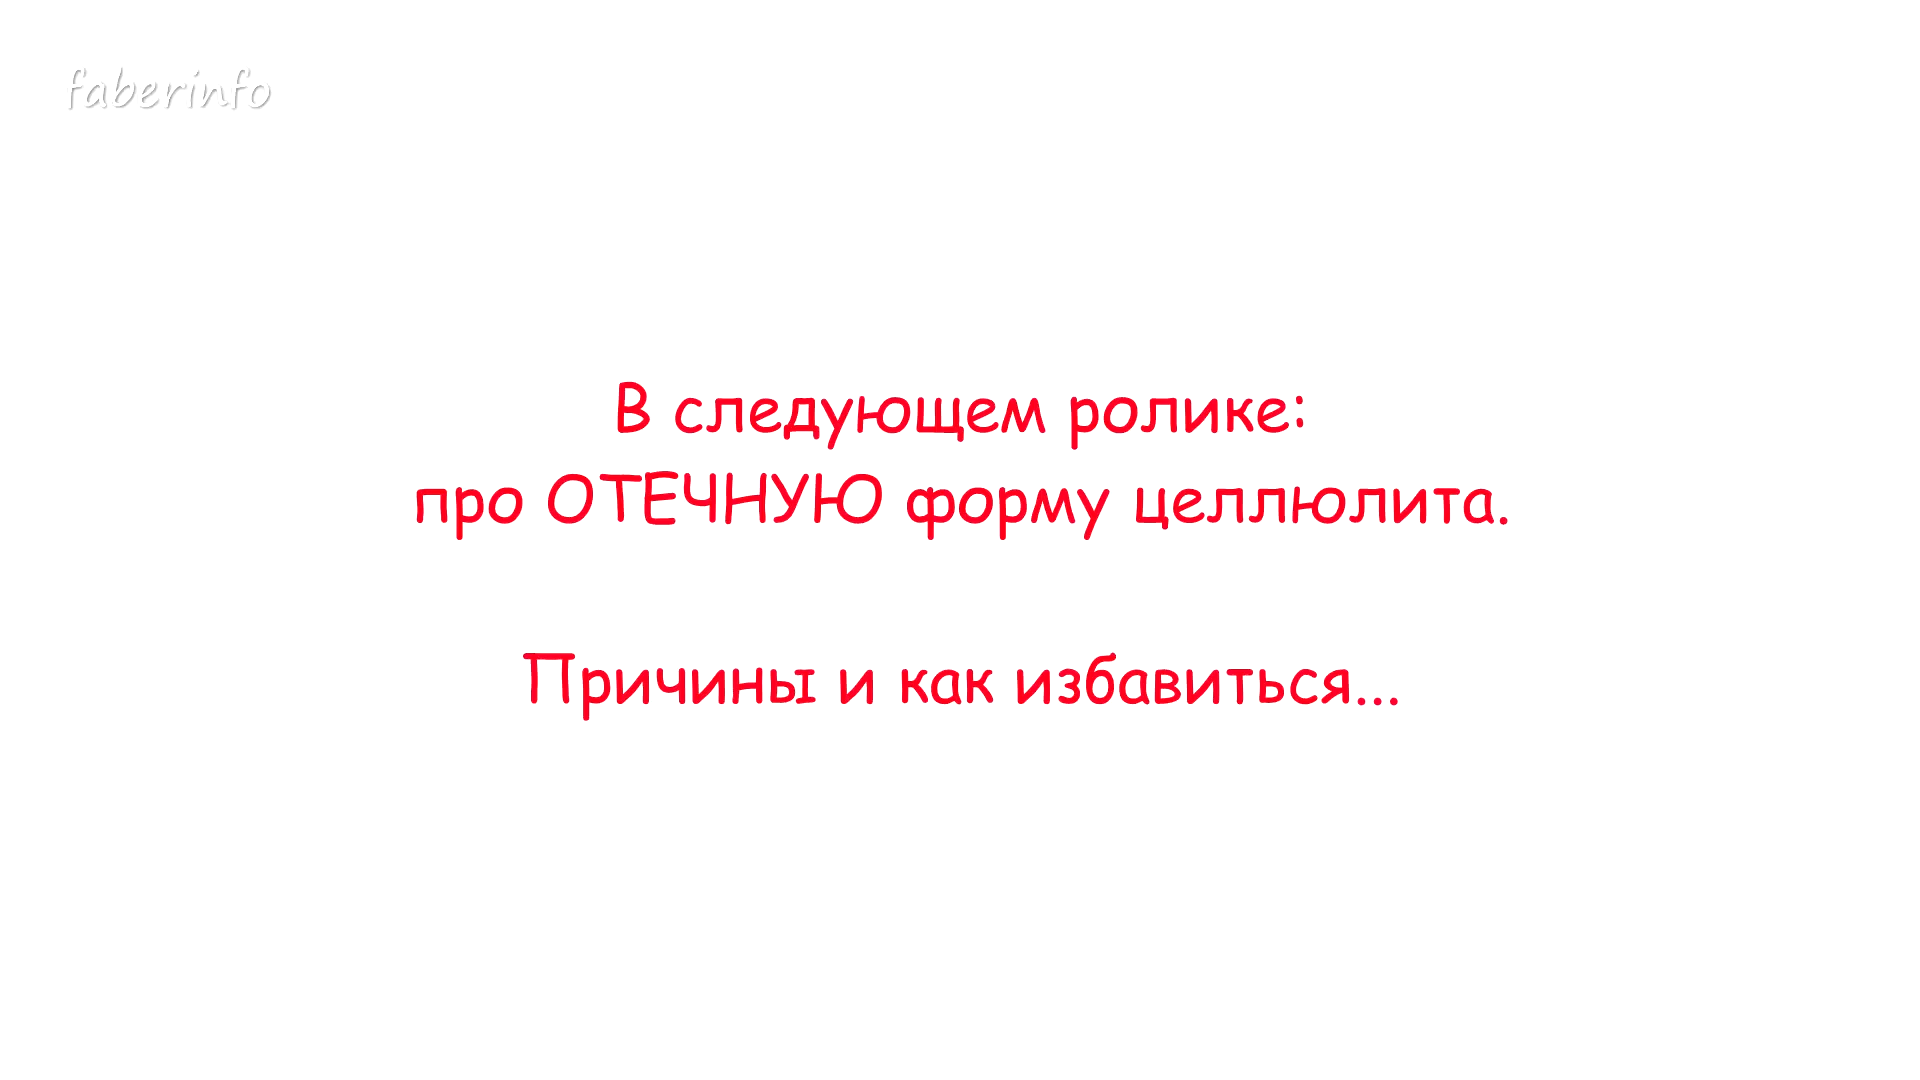 faberinfo
В следующем ролике:
про ОТЕЧНУЮ форму целлюлита.
Причины и как избавиться...